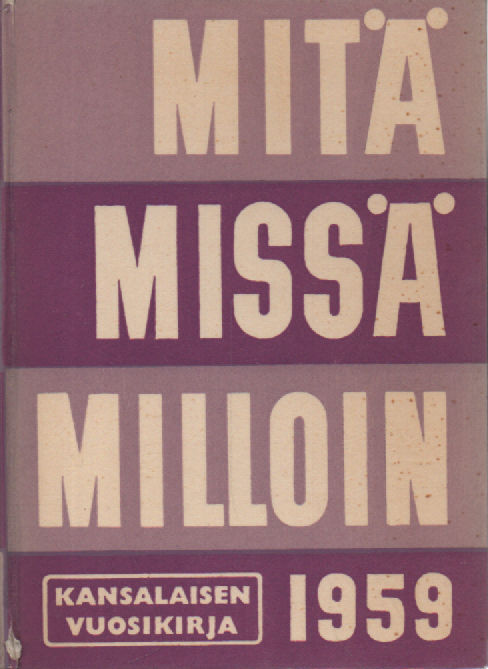 MITÄ
MISSÄ
MILLOIN
KANSALAISEN
VUOSIKIRJA
1959